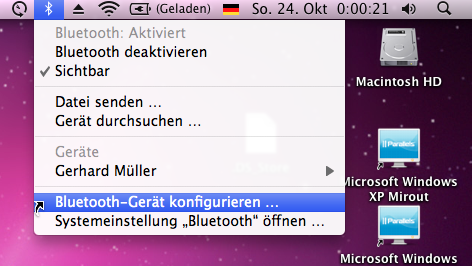 (Geladen) So. 24. Okt 0:00:21
Bluetooth: Aktiviert
Bluetooth deaktivieren
Sichtbar
Datei senden ...
Gerät durchsuchen ...
Geräte
Gerhard Müller
Bluetooth-Gerät konfigurieren ...
Systemeinstellung „Bluetooth“ öffnen ...
Macintosh HD
Parallels
Microsoft Windows
XP Mirout
Parallels
Microsoft Windows